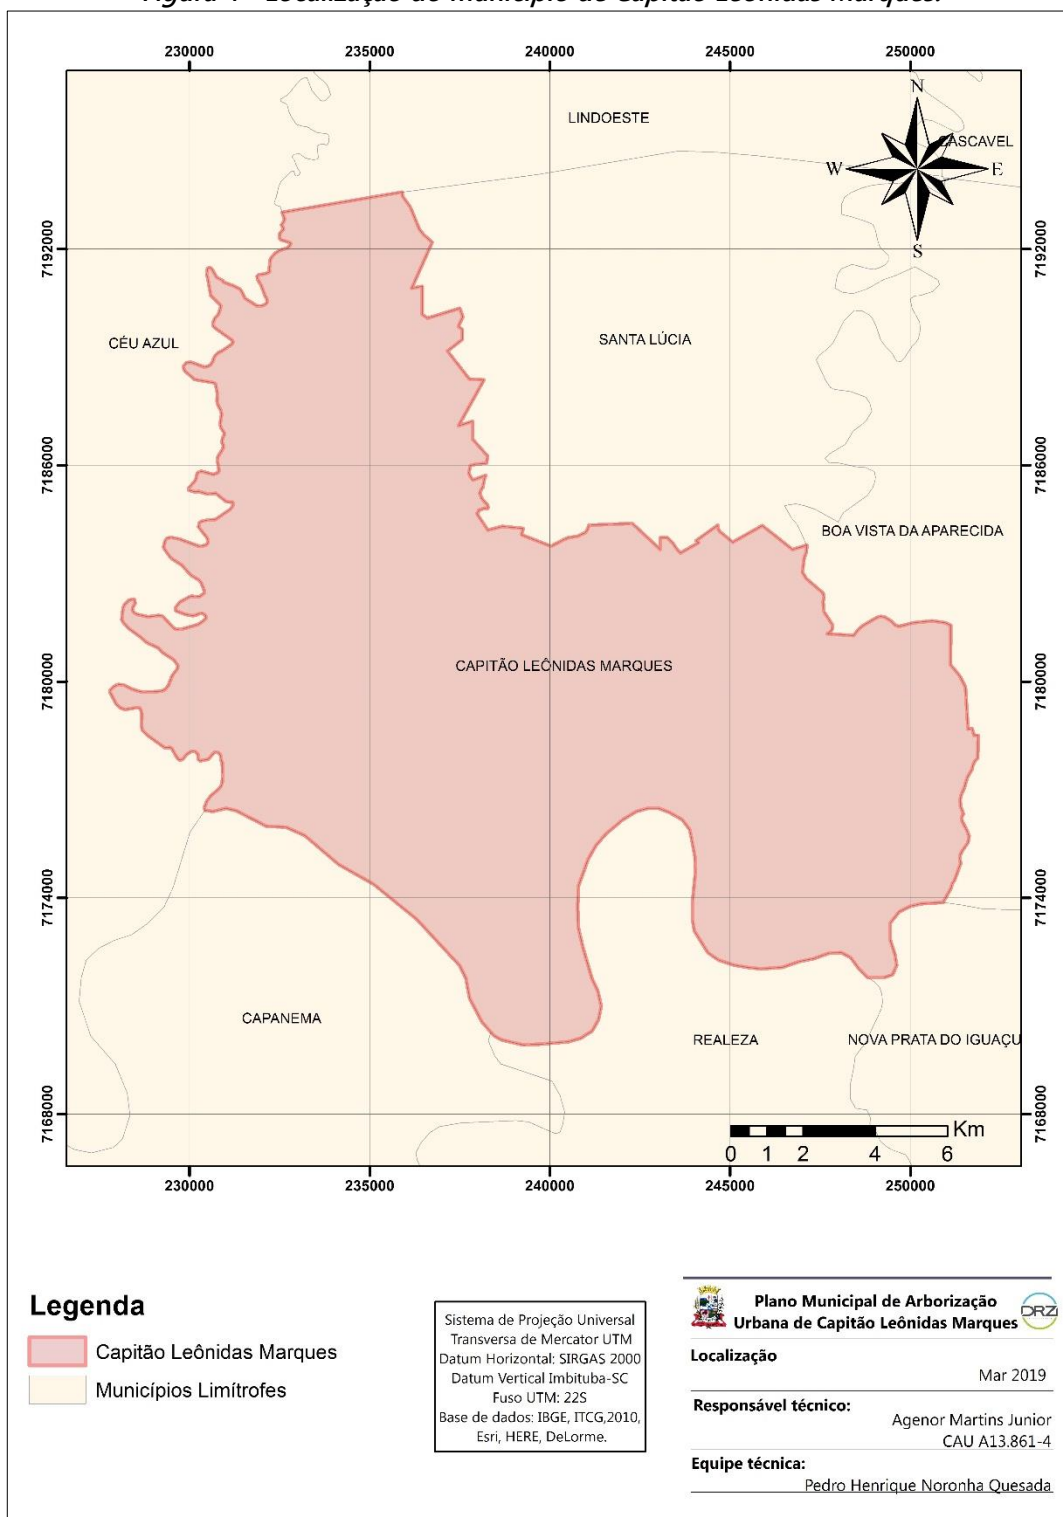 230000 235000 240000 245000 250000
LINDOESTE
CASCAVEL
N
W E
S
7192000 7192000
CÉU AZUL
SANTA LÚCIA
7186000 7186000
BOA VISTA DA APARECIDA
CAPITÃO LEÔNIDAS MARQUES
7180000 7180000
7174000 7174000
CAPANEMA
REALEZA
NOVA PRATA DO IGUAÇU
7168000 7168000
Km
0 1 2 4 6
230000 235000 240000 245000 250000
Legenda
Capitão Leônidas Marques
Municípios Limítrofes
Sistema de Projeção Universal
Transversa de Mercator UTM
Datum Horizontal: SIRGAS 2000
Datum Vertical Imbituba-SC
Fuso UTM: 22S
Base de dados: IBGE, ITCG,2010,
Esri, HERE, DeLorme.
Plano Municipal de Arborização
Urbana de Capitão Leônidas Marques
DRZ
Localização
Mar 2019
Responsável técnico:
Agenor Martins Junior
CAU A13.861-4
Equipe técnica:
Pedro Henrique Noronha Quesada